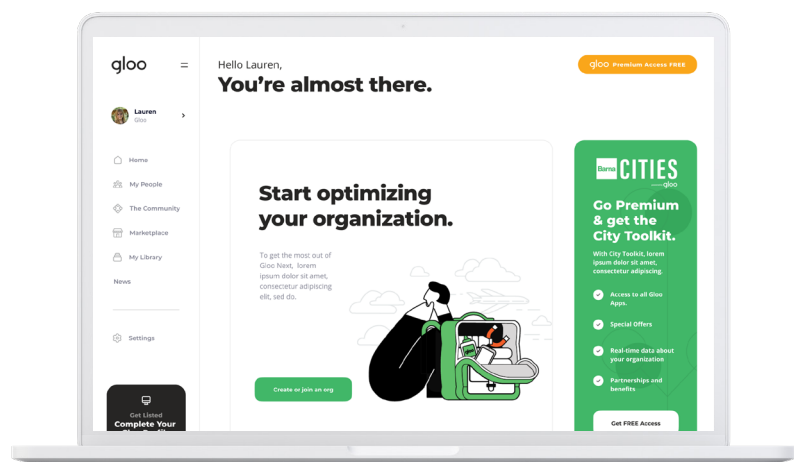 gloo
Lauren
Gloo
Home
My People
The Community
Marketplace
My Library
News
Settings
Get Listed
Complete Your
Hello Lauren,
You're almost there.
gloo Premium Access FREE
Start optimizing
your organization.
To get the most out of
Gloo Next, lorem
ipsum dolor sit amet,
consectetur adipiscing
elit, sed do.
Create or join an org
Barna CITIES
gloo
Go Premium
& get the
City Toolkit.
With City Toolkit, lorem
ipsum dolor sit amet,
consectetur adipiscing.
Access to all Gloo
Apps.
Special Offers
Real-time data about
your organization
Partnerships and
benefits
Get FREE Access